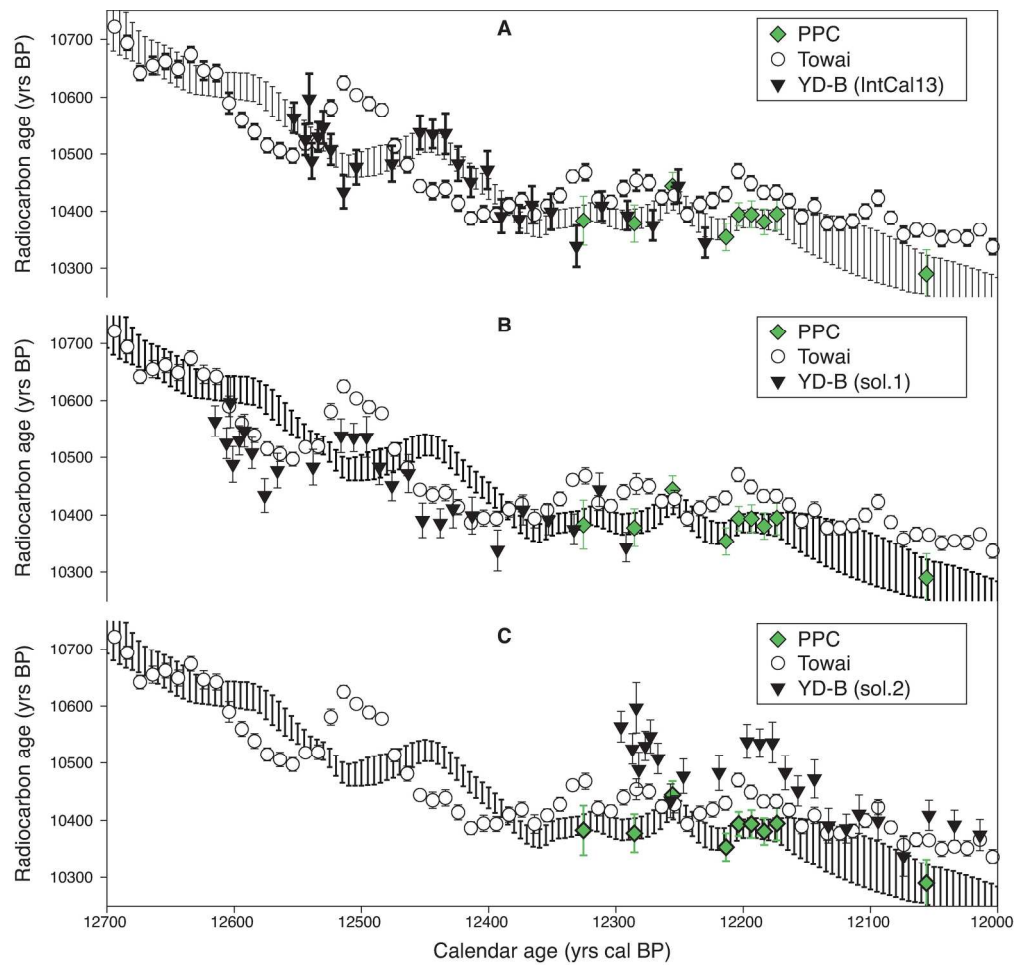 A
Radiocarbon age (yrs BP)
10700
10600
10500
10400
10300
PPC
Towai
YD-B (IntCal13)
B
Radiocarbon age (yrs BP)
10700
10600
10500
10400
10300
PPC
Towai
YD-B (sol.1)
C
Radiocarbon age (yrs BP)
10700
10600
10500
10400
10300
PPC
Towai
YD-B (sol.2)
12700 12600 12500 12400 12300 12200 12100 12000
Calendar age (yrs cal BP)